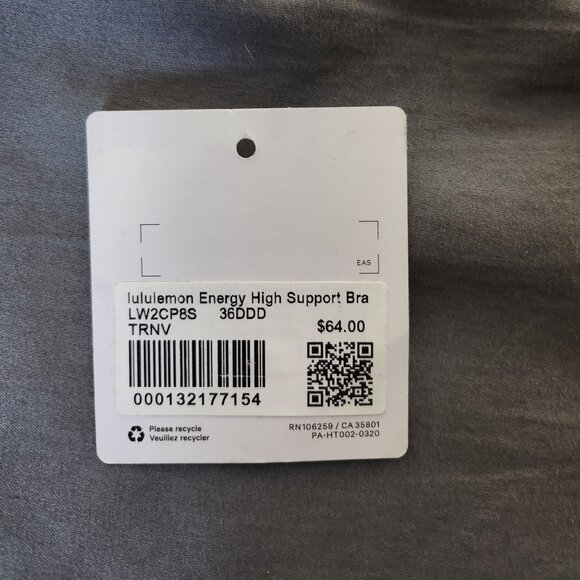 EAS
lululemon Energy High Support Bra
LW2CP8S 36DDD
TRNV $64.00
000132177154
Please recycle
Veuillez recycler
RN106259 / CA35801
PA-HT002-0320